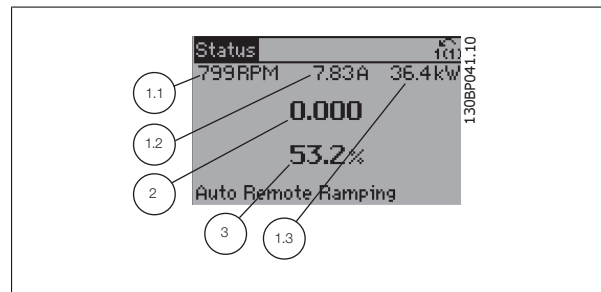 Status
1(1)
799RPM 7.83A 36.4kW
0.000
53.2%
Auto Remote Ramping
1.1
1.2
2
3
1.3
130BP041.10